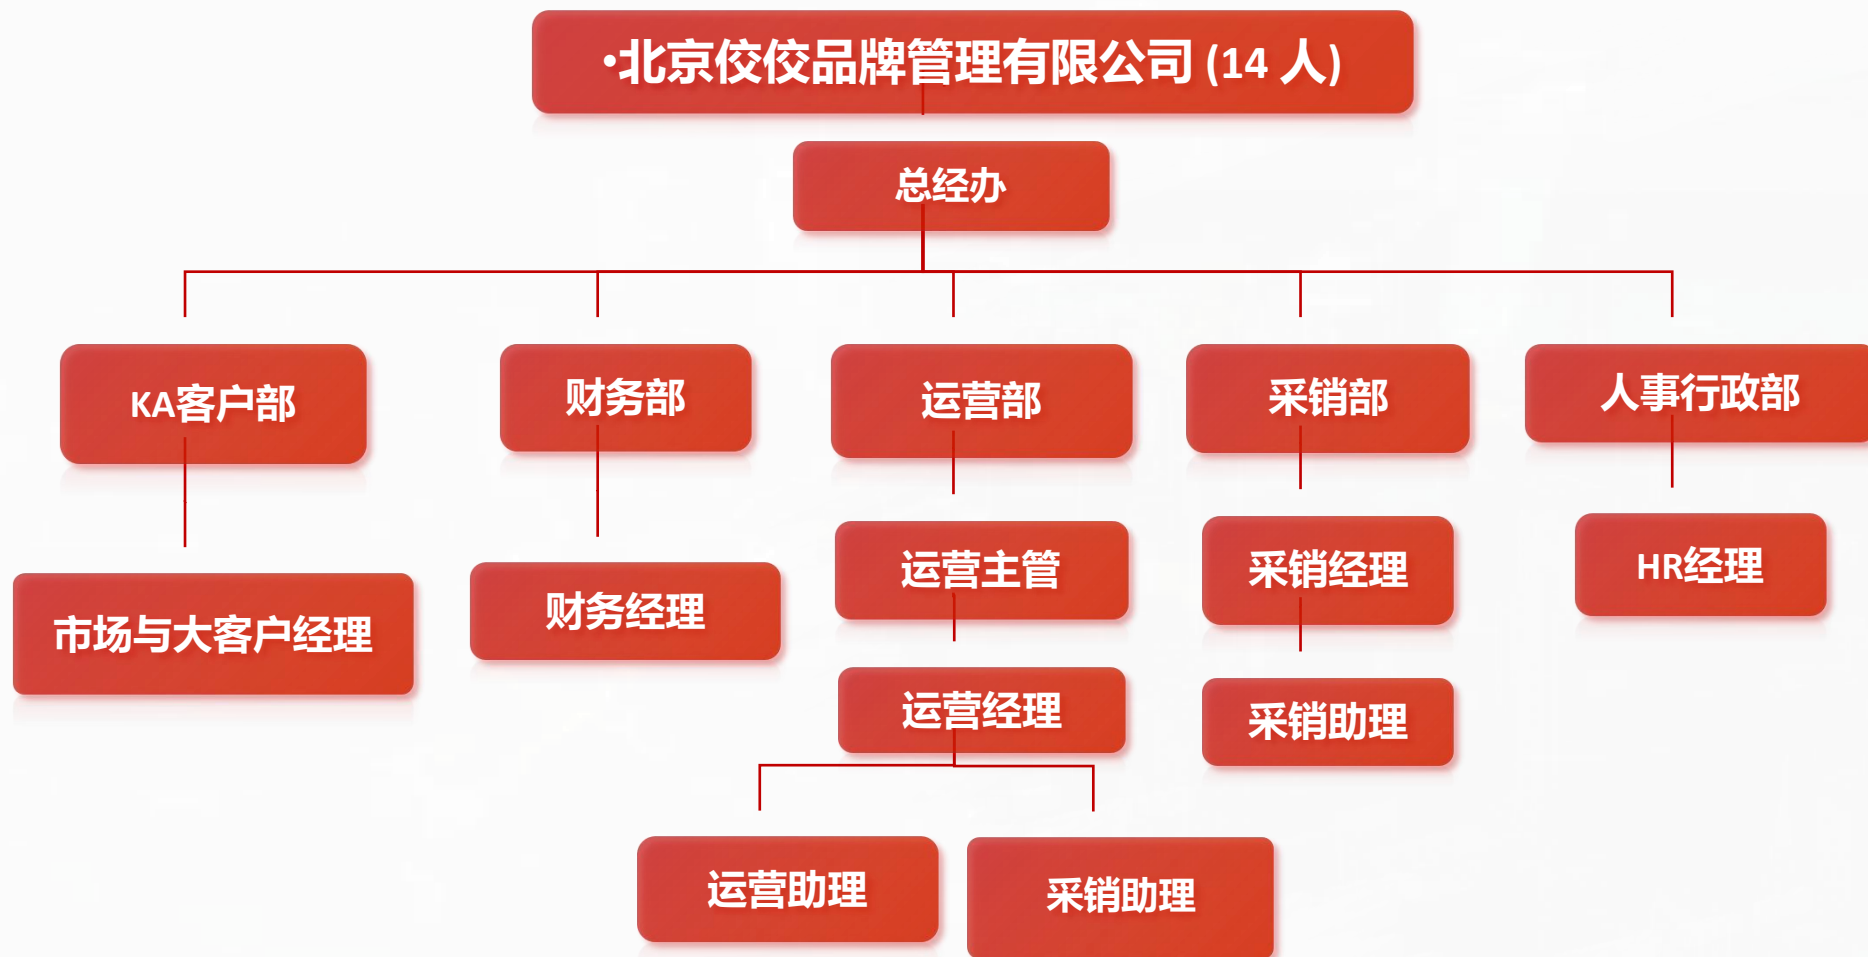 •北京佼佼品牌管理有限公司 (14 人)
总经办
KA客户部
财务部
运营部
采销部
人事行政部
市场与大客户经理
财务经理
运营主管
采销经理
HR经理
运营经理
采销助理
运营助理
采销助理